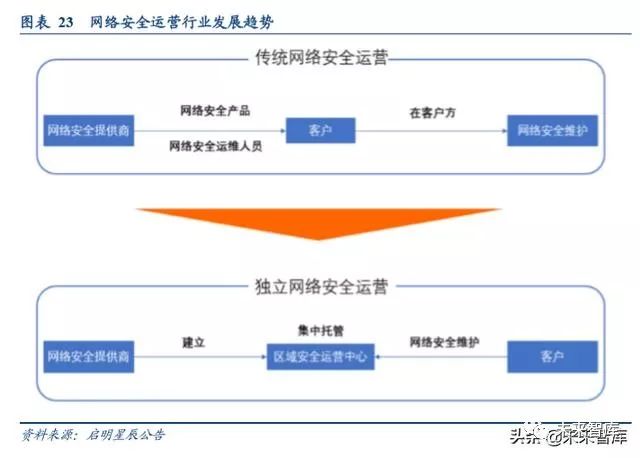 图表 23 网络安全运营行业发展趋势
传统网络安全运营
网络安全产品
在客户方
网络安全提供商
客户
网络安全维护
网络安全运维人员
独立网络安全运营
集中托管
建立
网络安全维护
网络安全提供商
区域安全运营中心
客户
资料来源：启明星辰公告
未来智库
头条@未来智库